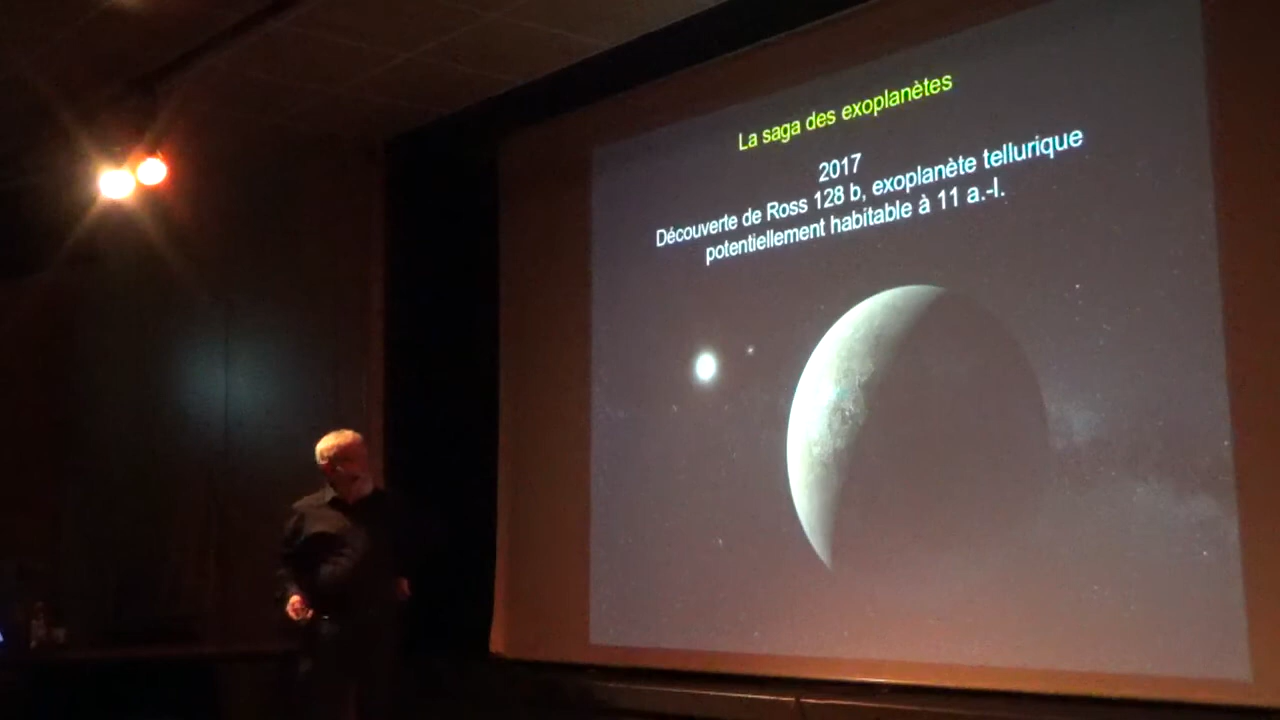 La saga des exoplanètes
2017
Découverte de Ross 128 b, exoplanète tellurique
potentiellement habitable à 11 a.-l.